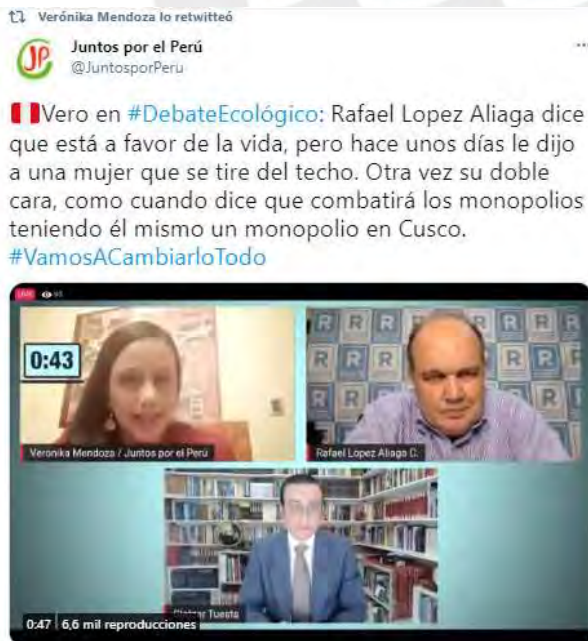 Verónika Mendoza lo retwitteó
Juntos por el Perú
@JuntosporPeru
Vero en #DebateEcológico: Rafael Lopez Aliaga dice
que está a favor de la vida, pero hace unos días le dijo
a una mujer que se tire del techo. Otra vez su doble
cara, como cuando dice que combatirá los monopolios
teniendo él mismo un monopolio en Cusco.
#VamosACambiarloTodo
LIVE
0:43
R R R R R R
Verónika Mendoza / Juntos por el Perú
Rafael Lopez Aliaga C.
Tuesta
0:47
6,6 mil reproducciones